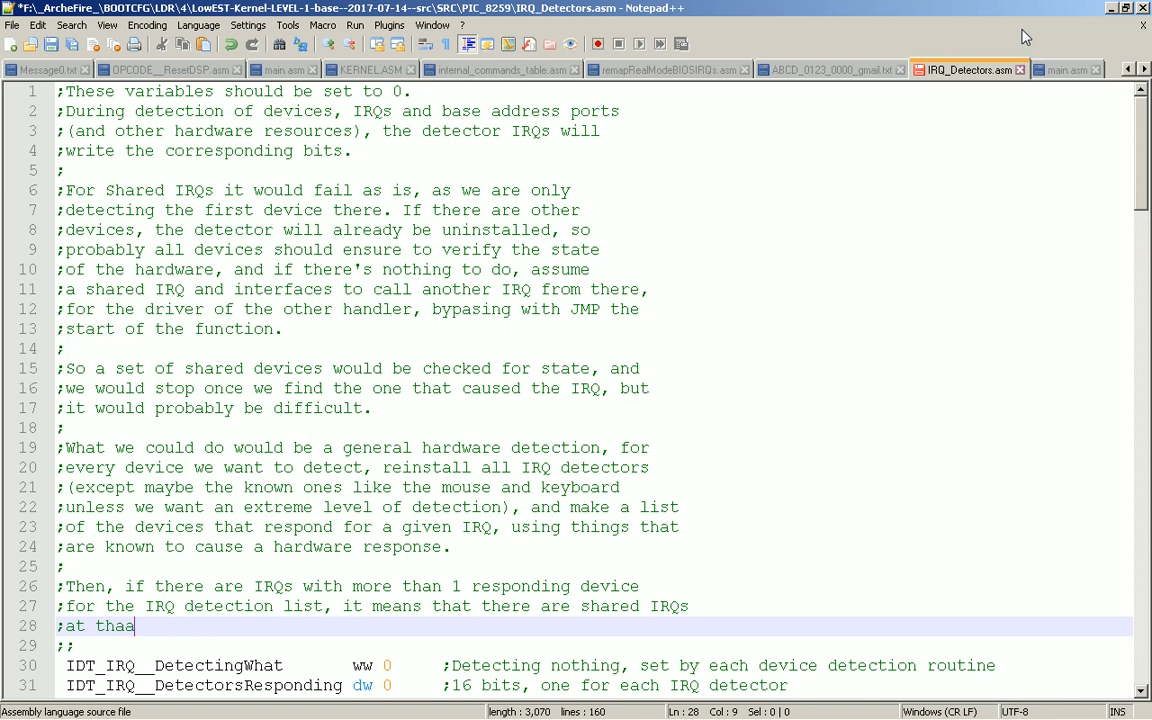 *F:\_ArcheFire_\BOOTCFG\LDR\4\LowEST-Kernel-LEVEL-1-base--2017-07-14--src\SRC\PIC_8259\IRQ_Detectors.asm - Notepad++
File Edit Search View Encoding Language Settings Tools Macro Run Plugins Window ? X
Message0.txt OPCODE__ResetDSP.asm main.asm KERNEL.ASM internal_commands_table.asm remapRealModeBIOSIRQs.asm ABCD_0123_0000_gmail.txt IRQ_Detectors.asm main.asm
1 ;These variables should be set to 0.
2 ;During detection of devices, IRQs and base address ports
3 ;(and other hardware resources), the detector IRQs will
4 ;write the corresponding bits.
5 ;
6 ;For Shared IRQs it would fail as is, as we are only
7 ;detecting the first device there. If there are other
8 ;devices, the detector will already be uninstalled, so
9 ;probably all devices should ensure to verify the state
10 ;of the hardware, and if there's nothing to do, assume
11 ;a shared IRQ and interfaces to call another IRQ from there,
12 ;for the driver of the other handler, bypasing with JMP the
13 ;start of the function.
14 ;
15 ;So a set of shared devices would be checked for state, and
16 ;we would stop once we find the one that caused the IRQ, but
17 ;it would probably be difficult.
18 ;
19 ;What we could do would be a general hardware detection, for
20 ;every device we want to detect, reinstall all IRQ detectors
21 ;(except maybe the known ones like the mouse and keyboard
22 ;unless we want an extreme level of detection), and make a list
23 ;of the devices that respond for a given IRQ, using things that
24 ;are known to cause a hardware response.
25 ;
26 ;Then, if there are IRQs with more than 1 responding device
27 ;for the IRQ detection list, it means that there are shared IRQs
28 ;at thaa
29 ;;
30 IDT_IRQ__DetectingWhat ww 0 ;Detecting nothing, set by each device detection routine
31 IDT_IRQ__DetectorsResponding dw 0 ;16 bits, one for each IRQ detector
Assembly language source file length : 3,070 lines : 160 Ln : 28 Col : 9 Sel : 0 | 0 Windows (CR LF) UTF-8 INS